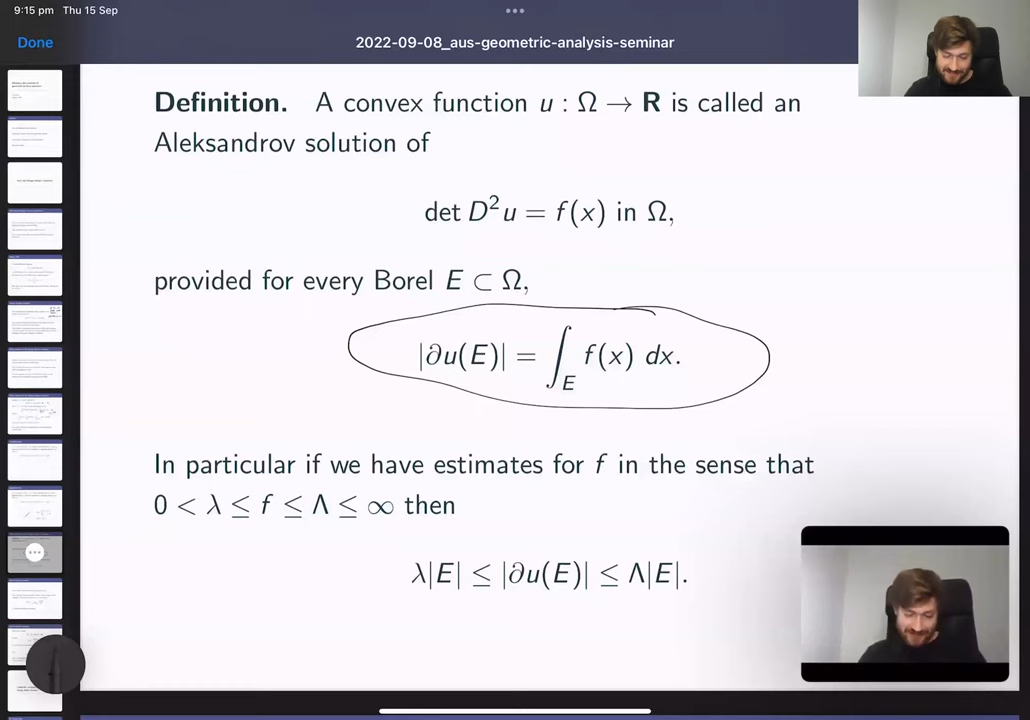 9:15 pm Thu 15 Sep
Done
2022-09-08_aus-geometric-analysis-seminar
Definition. A convex function u : Ω → R is called an
Aleksandrov solution of
det D²u = f(x) in Ω,
provided for every Borel E ⊂ Ω,
|∂u(E)| = ∫_E f(x) dx.
In particular if we have estimates for f in the sense that
0 < λ ≤ f ≤ Λ ≤ ∞ then
λ|E| ≤ |∂u(E)| ≤ Λ|E|.